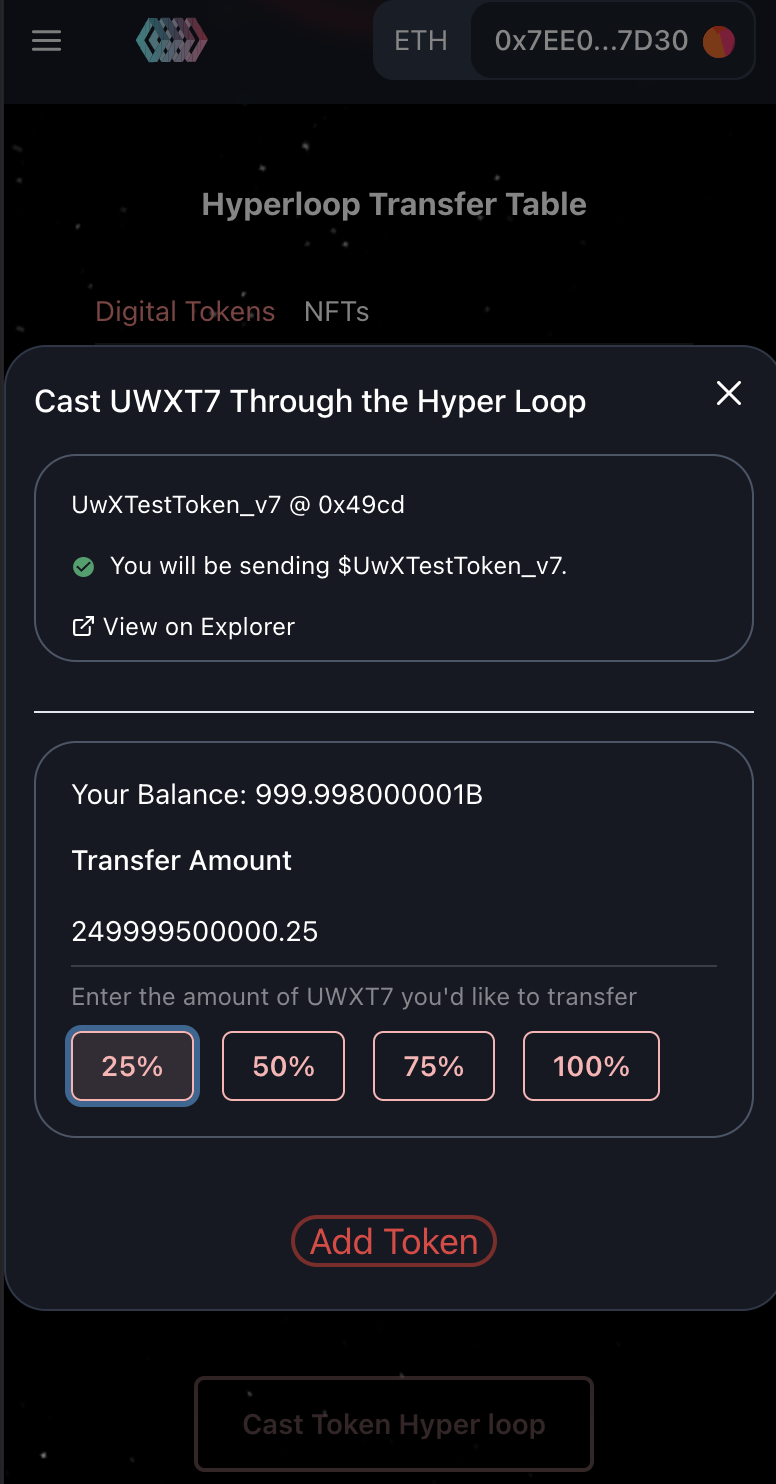 ETH
0x7EE0...7D30
Hyperloop Transfer Table
Digital Tokens NFTs
Cast UWXT7 Through the Hyper Loop
UwXTestToken_v7 @ 0x49cd
You will be sending $UwXTestToken_v7.
View on Explorer
Your Balance: 999.998000001B
Transfer Amount
249999500000.25
Enter the amount of UWXT7 you'd like to transfer
25% 50% 75% 100%
Add Token
Cast Token Hyper loop